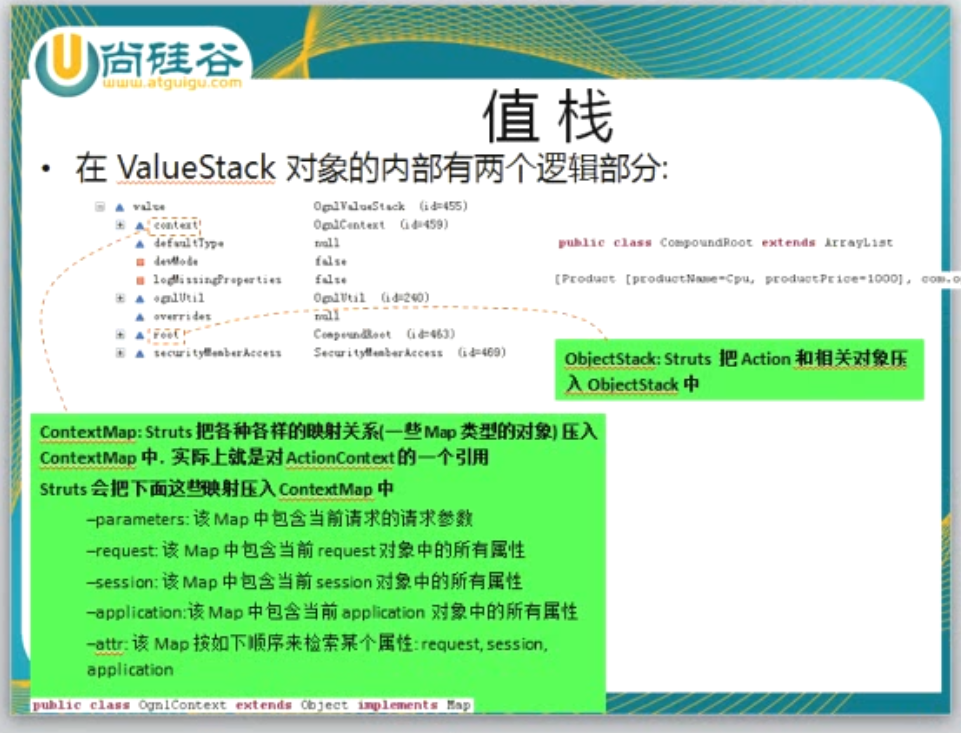 尚硅谷
www.atguigu.com
值 栈
• 在 ValueStack 对象的内部有两个逻辑部分:
value OgnlValueStack (id=455)
context OgnlContext (id=459)
defaultType null
devMode false
logMissingProperties false
ognlUtil OgnlUtil (id=240)
overrides null
root CompoundRoot (id=463)
securityMemberAccess SecurityMemberAccess (id=469)
public class CompoundRoot extends ArrayList
[Product [productName=Cpu, productPrice=1000], com.o
ObjectStack: Struts 把 Action 和相关对象压
入 ObjectStack 中
ContextMap: Struts 把各种各样的映射关系(一些 Map 类型的对象) 压入
ContextMap 中. 实际上就是对 ActionContext 的一个引用
Struts 会把下面这些映射压入 ContextMap 中
–parameters: 该 Map 中包含当前请求的请求参数
–request: 该 Map 中包含当前 request 对象中的所有属性
–session: 该 Map 中包含当前 session 对象中的所有属性
–application:该 Map 中包含当前 application 对象中的所有属性
–attr: 该 Map 按如下顺序来检索某个属性: request, session,
application
public class OgnlContext extends Object implements Map